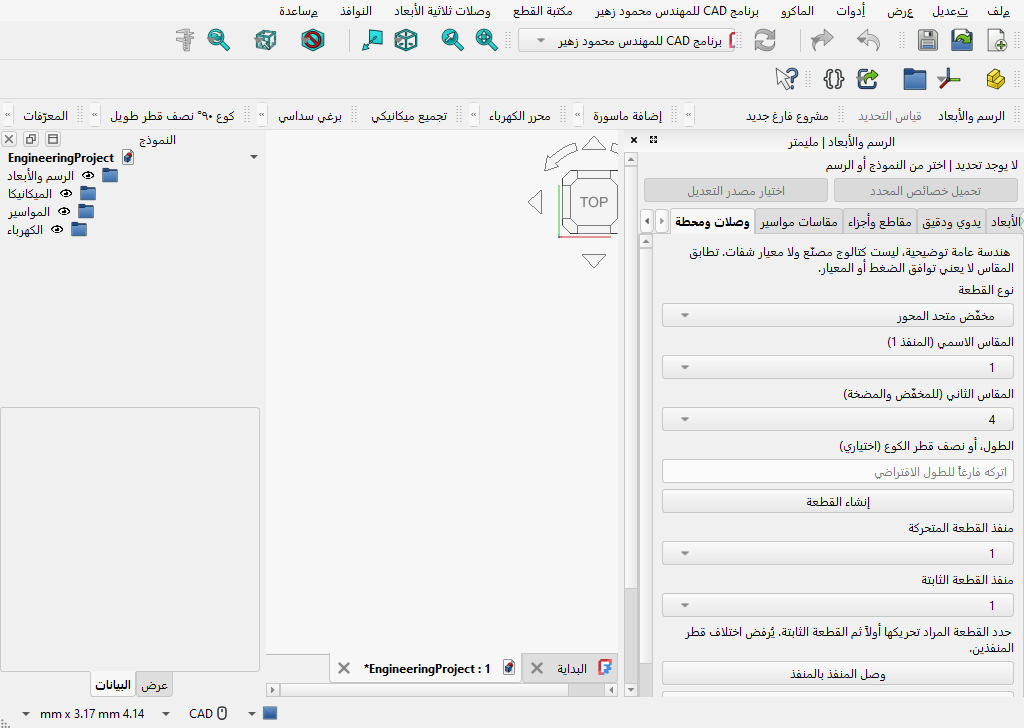 ملف تعديل عرض أدوات الماكرو برنامج CAD للمهندس محمود زهير مكتبة القطع وصلات ثلاثية الأبعاد النوافذ مساعدة
برنامج CAD للمهندس محمود زهير
الرسم والأبعاد قياس التحديد مشروع فارغ جديد » إضافة ماسورة » محرر الكهرباء » تجميع ميكانيكي برغي سداسي » كوع ٩٠° نصف قطر طويل » المعرّفات »
الرسم والأبعاد | مليمتر
لا يوجد تحديد | اختر من النموذج أو الرسم
تحميل خصائص المحدد
اختيار مصدر التعديل
الأبعاد
يدوي ودقيق
مقاطع وأجزاء
مقاسات مواسير
وصلات ومحطة
هندسة عامة توضيحية، ليست كتالوج مصنّع ولا معيار شفات. تطابق
المقاس لا يعني توافق الضغط أو المعيار.
نوع القطعة
مخفّض متحد المحور
المقاس الاسمي (المنفذ 1)
1
المقاس الثاني (للمخفّض والمضخة)
4
الطول، أو نصف قطر الكوع (اختياري)
اتركه فارغاً للطول الافتراضي
إنشاء القطعة
منفذ القطعة المتحركة
1
منفذ القطعة الثابتة
1
حدد القطعة المراد تحريكها أولاً ثم القطعة الثابتة. يُرفض اختلاف قطر
المنفذين.
وصل المنفذ بالمنفذ
TOP
البداية
EngineeringProject : 1*
النموذج
EngineeringProject
الرسم والأبعاد
الميكانيكا
المواسير
الكهرباء
عرض
البيانات
CAD
4.14 mm x 3.17 mm